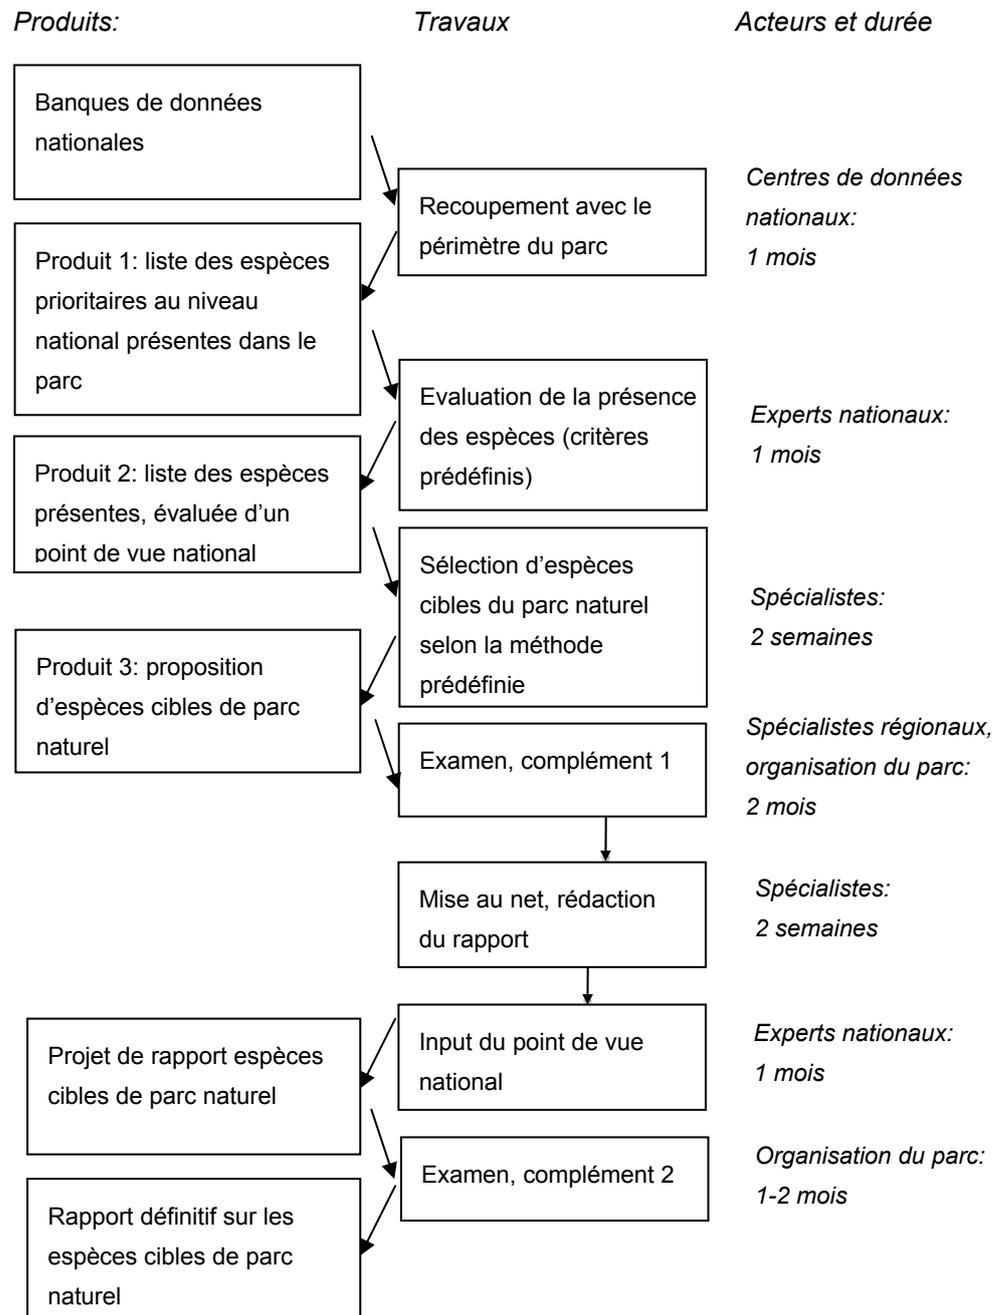 Produits:
Travaux
Acteurs et durée
Banques de données
nationales
Recoupement avec le
périmètre du parc
Centres de données
nationaux:
1 mois
Produit 1: liste des espèces
prioritaires au niveau
national présentes dans le
parc
Evaluation de la présence
des espèces (critères
prédéfinis)
Experts nationaux:
1 mois
Produit 2: liste des espèces
présentes, évaluée d’un
point de vue national
Sélection d’espèces
cibles du parc naturel
selon la méthode
prédéfinie
Spécialistes:
2 semaines
Produit 3: proposition
d’espèces cibles de parc
naturel
Examen, complément 1
Spécialistes régionaux,
organisation du parc:
2 mois
Mise au net, rédaction
du rapport
Spécialistes:
2 semaines
Input du point de vue
national
Experts nationaux:
1 mois
Projet de rapport espèces
cibles de parc naturel
Examen, complément 2
Organisation du parc:
1-2 mois
Rapport définitif sur les
espèces cibles de parc
naturel